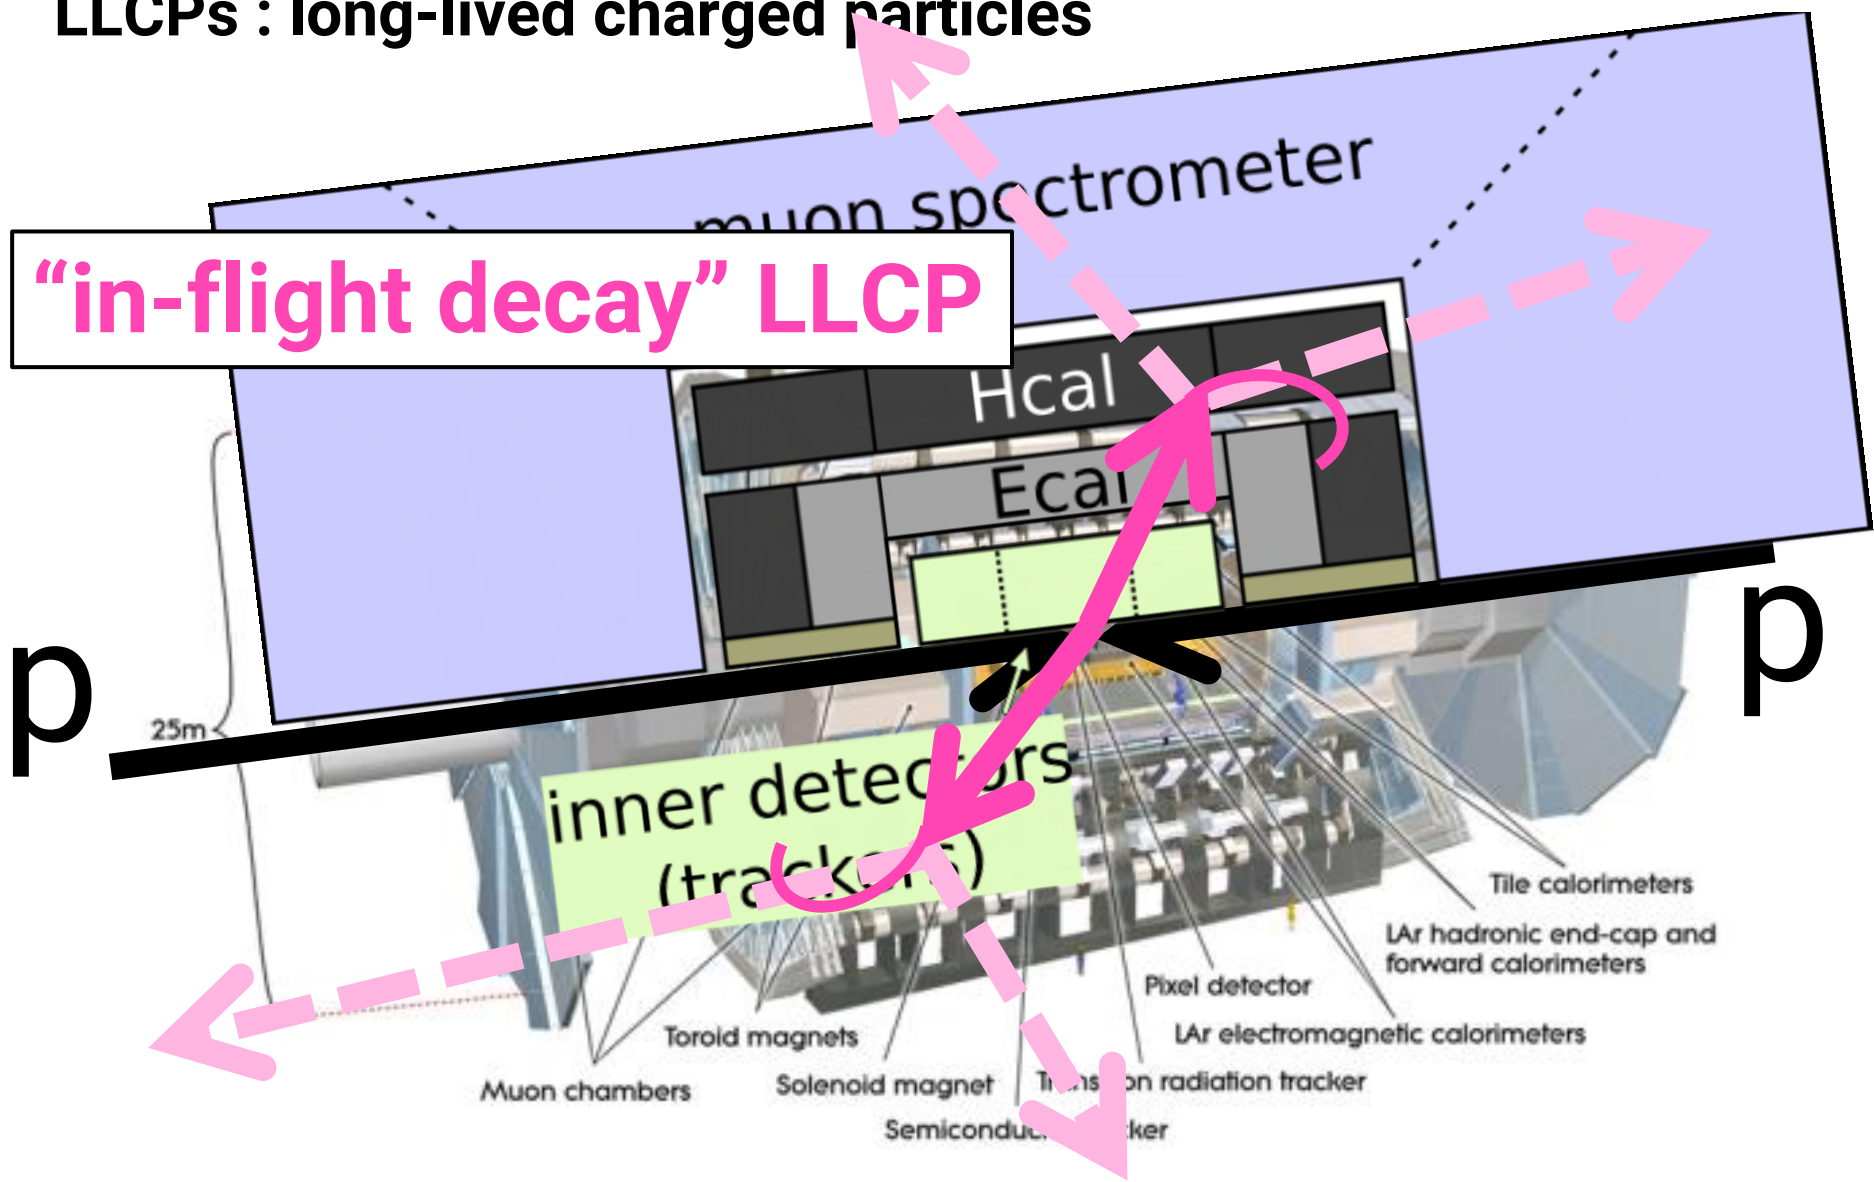 LLCPs : long-lived charged particles
muon spectrometer
“in-flight decay” LLCP
Hcal
Ecal
p
p
25m
inner detectors
(trackers)
Tile calorimeters
LAr hadronic end-cap and
forward calorimeters
Pixel detector
LAr electromagnetic calorimeters
Toroid magnets
Transition radiation tracker
Solenoid magnet
Muon chambers